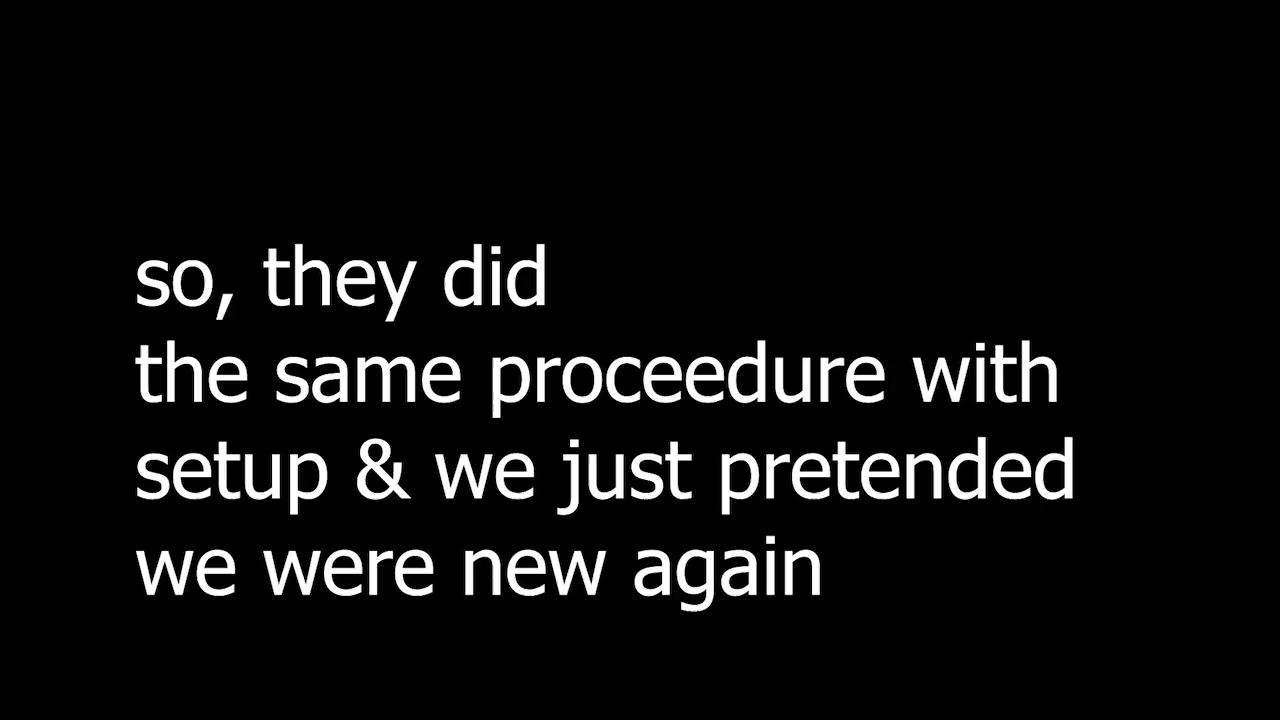 so, they did
the same proceedure with
setup & we just pretended
we were new again